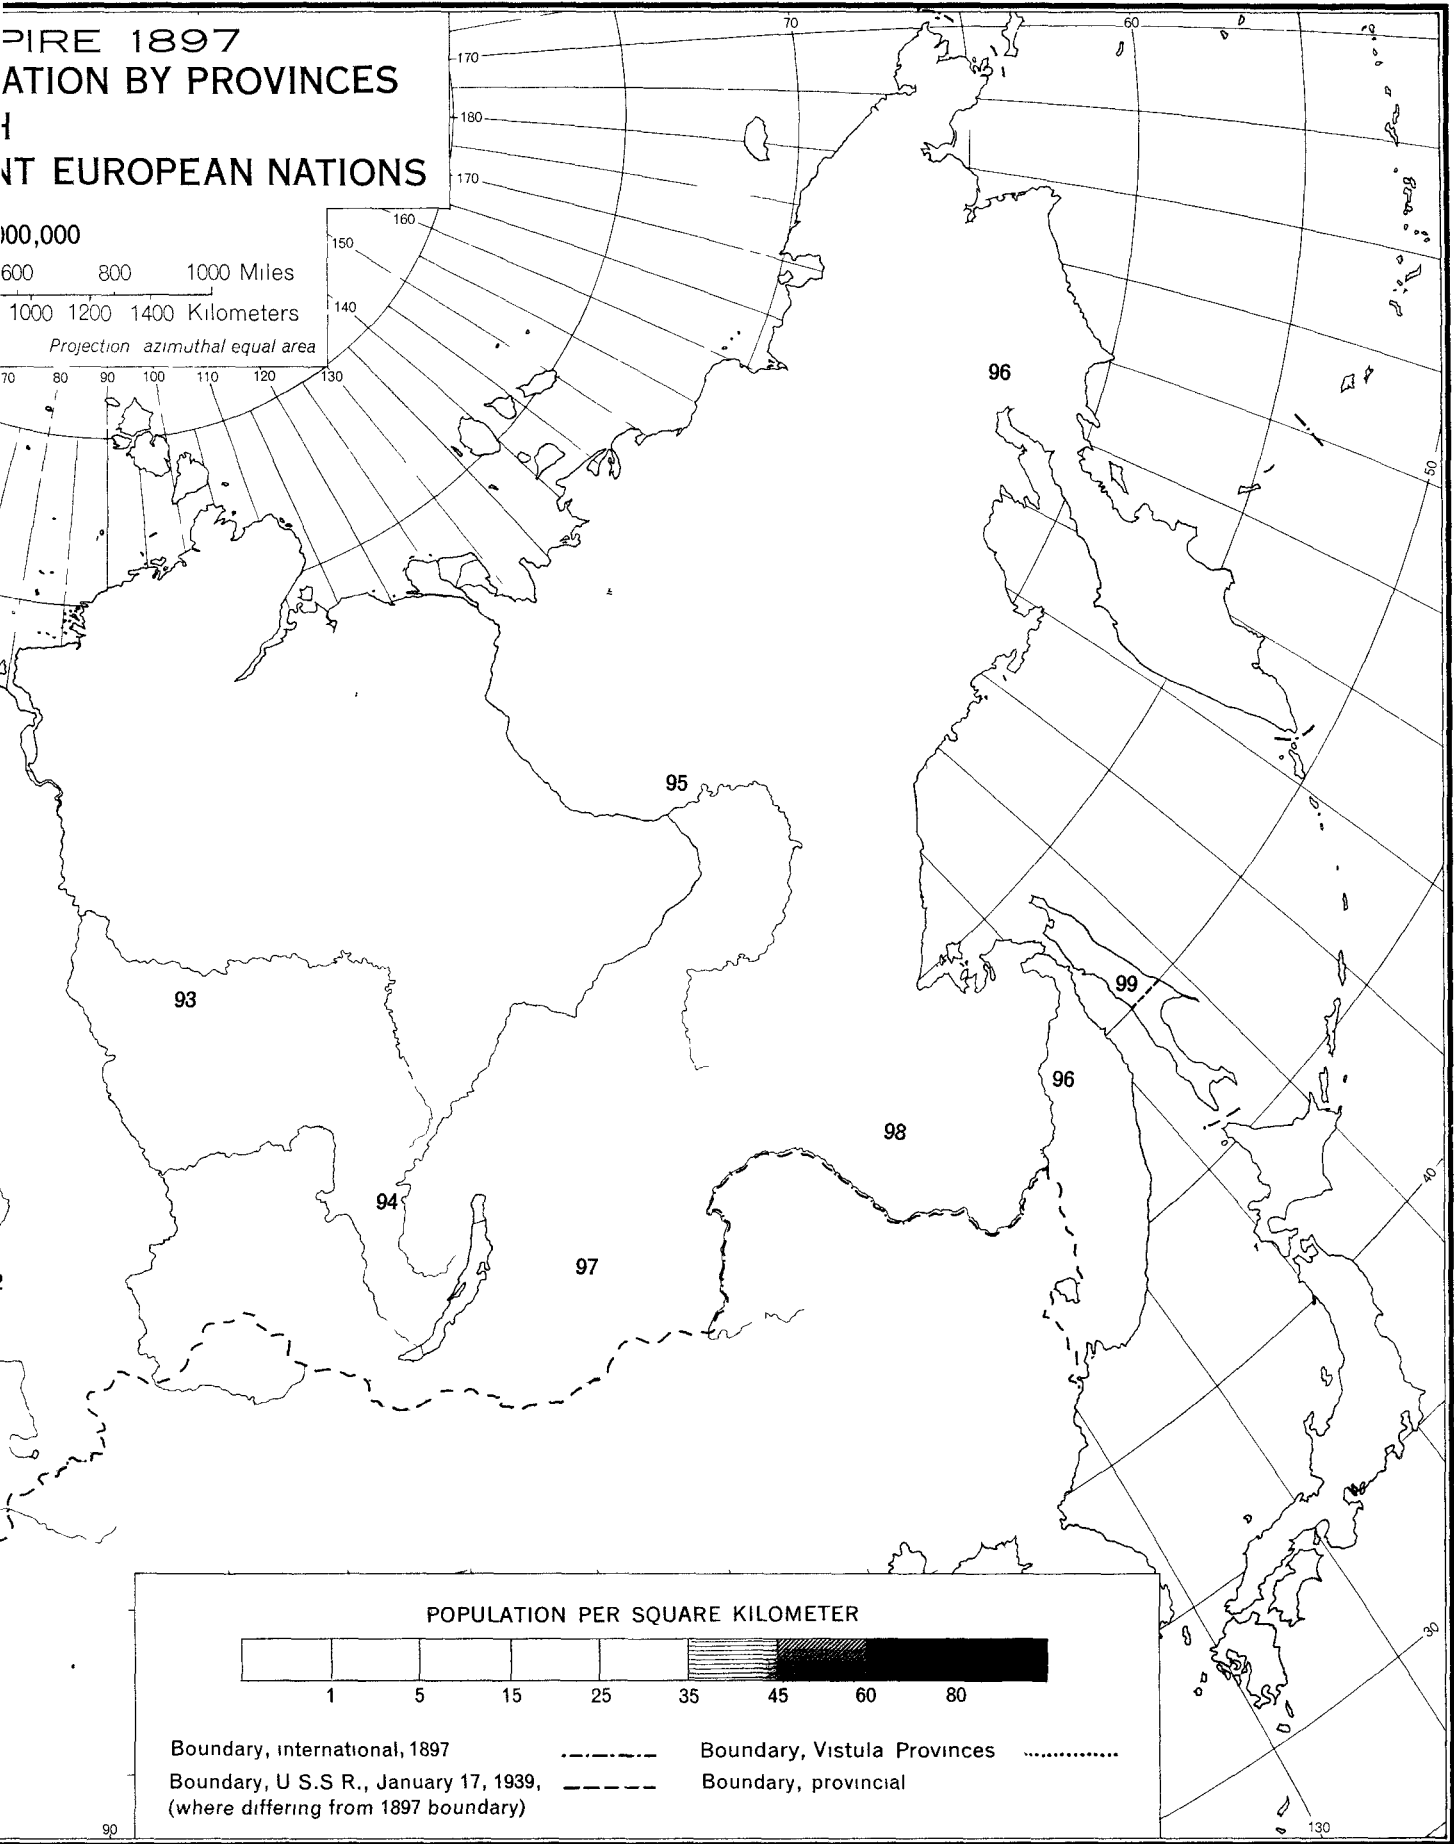 PIRE 1897
ATION BY PROVINCES
H
NT EUROPEAN NATIONS
000,000
600 800 1000 Miles
1000 1200 1400 Kilometers
Projection azimuthal equal area
70 80 90 100 110 120 130
140
150
160
170
180
170
70
60
50
40
30
130
90
96
95
93
99
96
98
94
97
POPULATION PER SQUARE KILOMETER
1 5 15 25 35 45 60 80
Boundary, international, 1897
Boundary, Vistula Provinces
Boundary, U S.S R., January 17, 1939,
(where differing from 1897 boundary)
Boundary, provincial